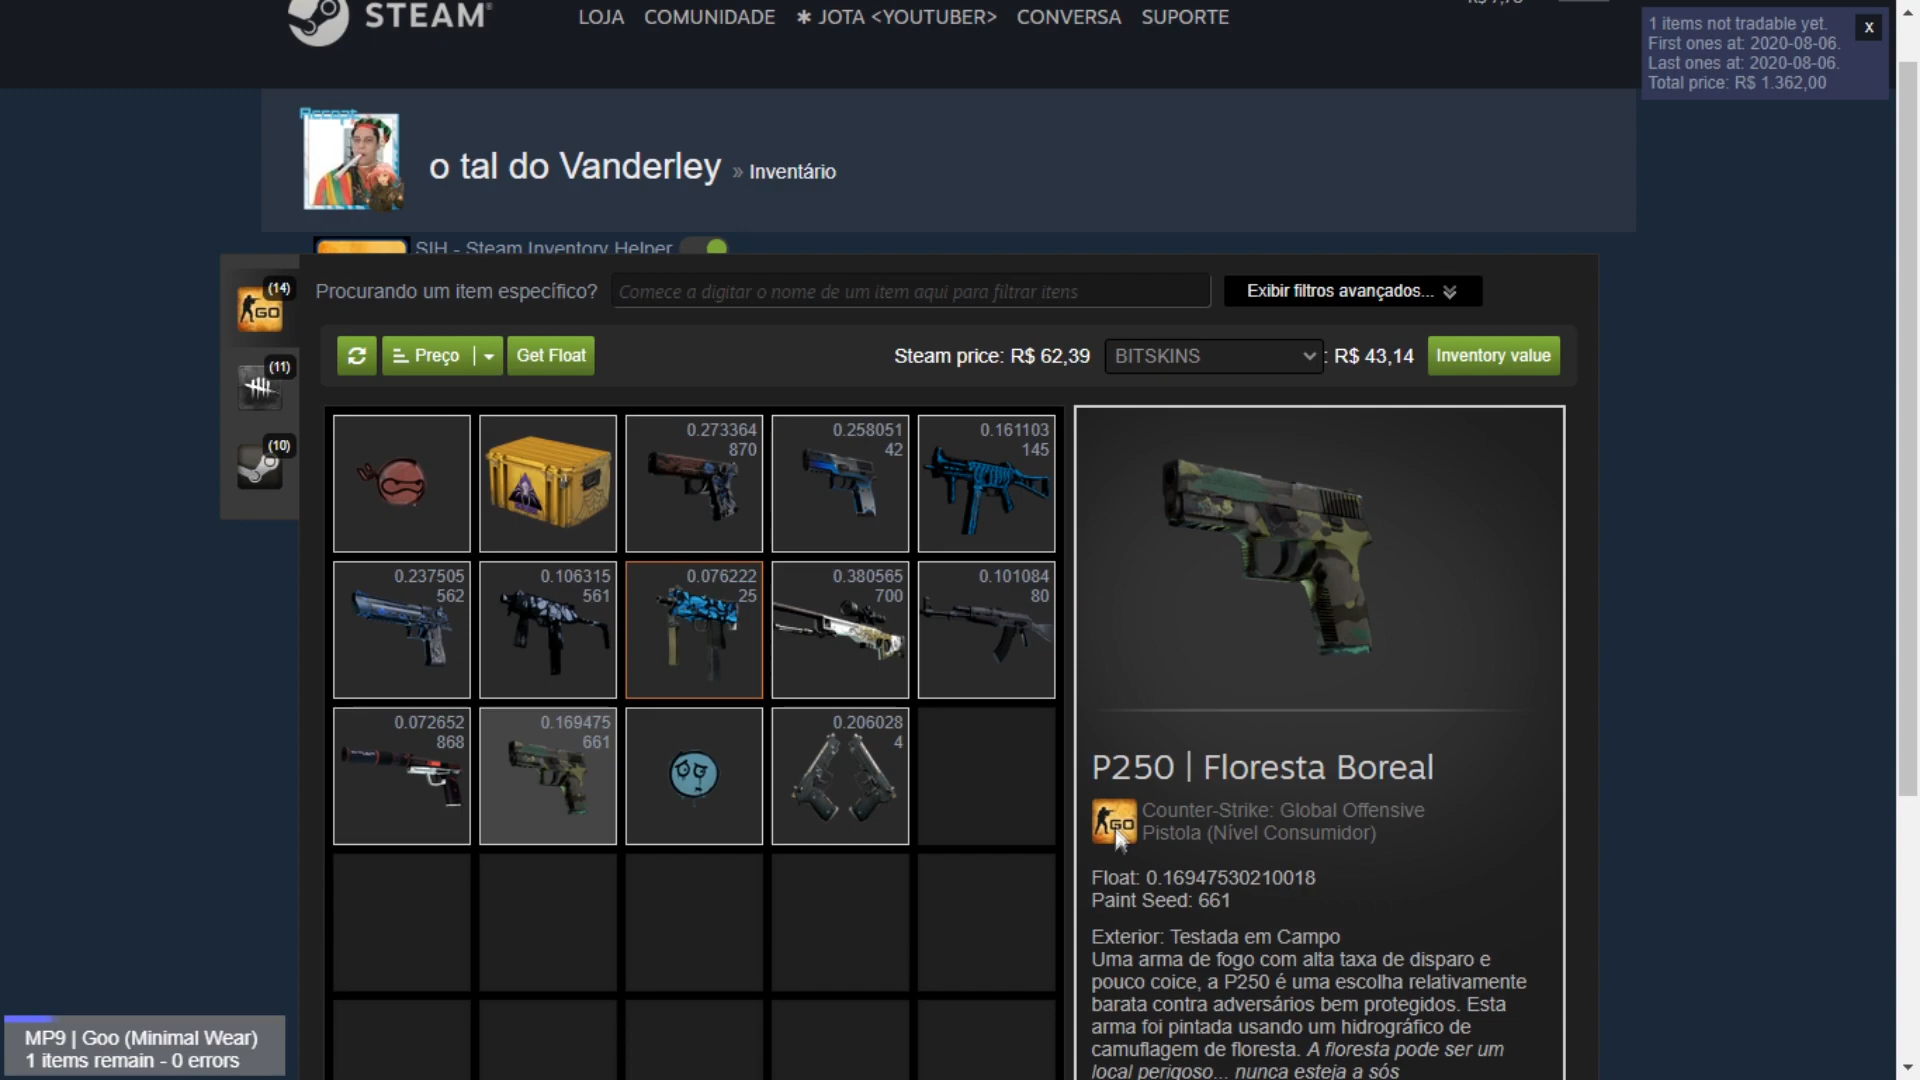 STEAM®
LOJA COMUNIDADE * JOTA <YOUTUBER> CONVERSA SUPORTE
1 items not tradable yet.
First ones at: 2020-08-06.
Last ones at: 2020-08-06.
Total price: R$ 1.362,00
x
Accept
o tal do Vanderley » Inventário
SIH - Steam Inventory Helper
(14)
GO
(11)
(10)
Procurando um item específico?
Comece a digitar o nome de um item aqui para filtrar itens
Exibir filtros avançados...
Preço
Get Float
Steam price: R$ 62,39
BITSKINS
: R$ 43,14
Inventory value
0.273364
870
0.258051
42
0.161103
145
0.237505
562
0.106315
561
0.076222
25
0.380565
700
0.101084
80
0.072652
868
0.169475
661
0.206028
4
P250 | Floresta Boreal
GO
Counter-Strike: Global Offensive
Pistola (Nível Consumidor)
Float: 0.16947530210018
Paint Seed: 661
Exterior: Testada em Campo
Uma arma de fogo com alta taxa de disparo e
pouco coice, a P250 é uma escolha relativamente
barata contra adversários bem protegidos. Esta
arma foi pintada usando um hidrográfico de
camuflagem de floresta. A floresta pode ser um
local perigoso... nunca esteja a sós
MP9 | Goo (Minimal Wear)
1 items remain - 0 errors